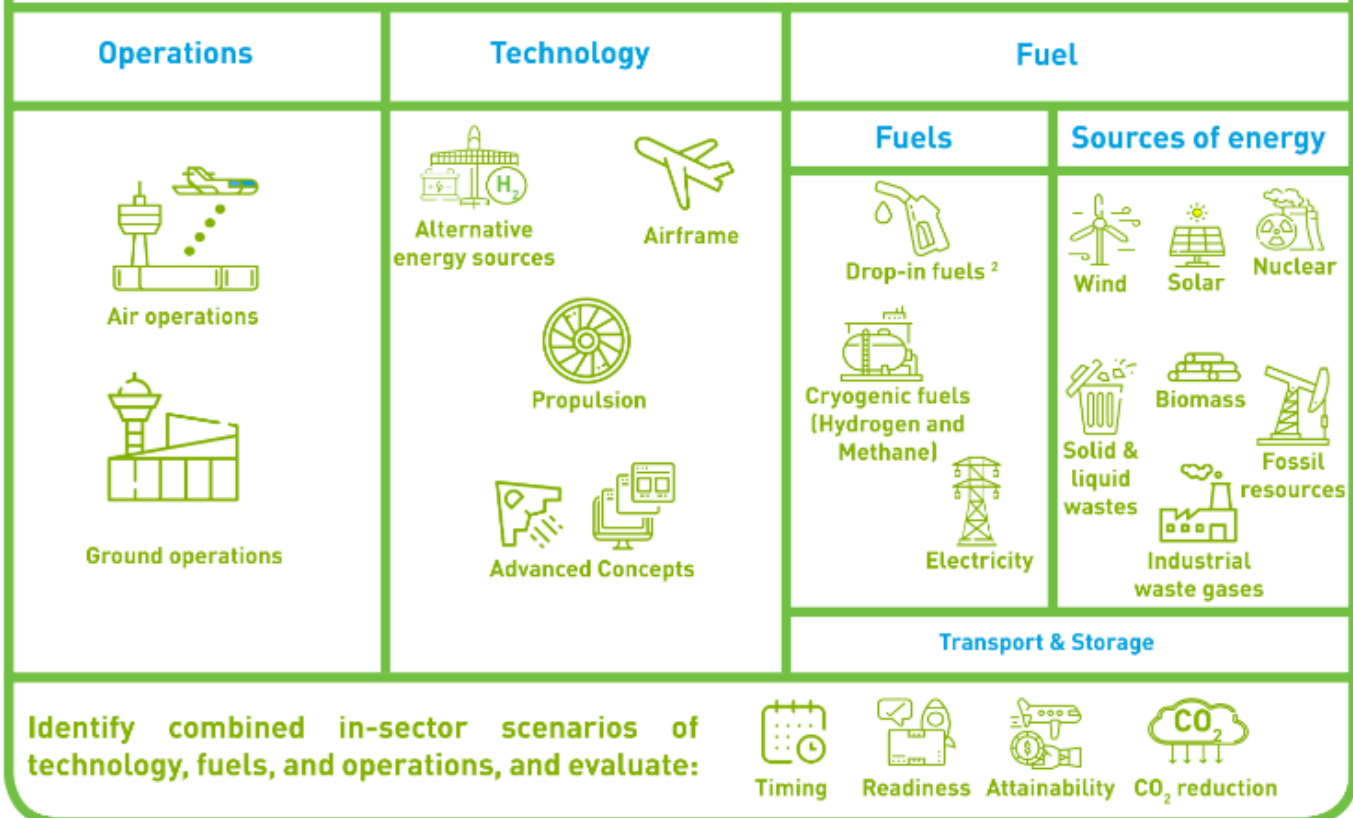 Operations
Technology
Fuel
Fuels
Sources of energy
Air operations
Ground operations
H₂
Alternative
energy sources
Airframe
Propulsion
Advanced Concepts
Drop-in fuels ²
Cryogenic fuels
(Hydrogen and
Methane)
Electricity
Wind
Solar
Nuclear
Solid &
liquid
wastes
Biomass
Fossil
resources
Industrial
waste gases
Transport & Storage
Identify combined in-sector scenarios of
technology, fuels, and operations, and evaluate:
Timing
Readiness
$
Attainability
CO₂
CO₂ reduction